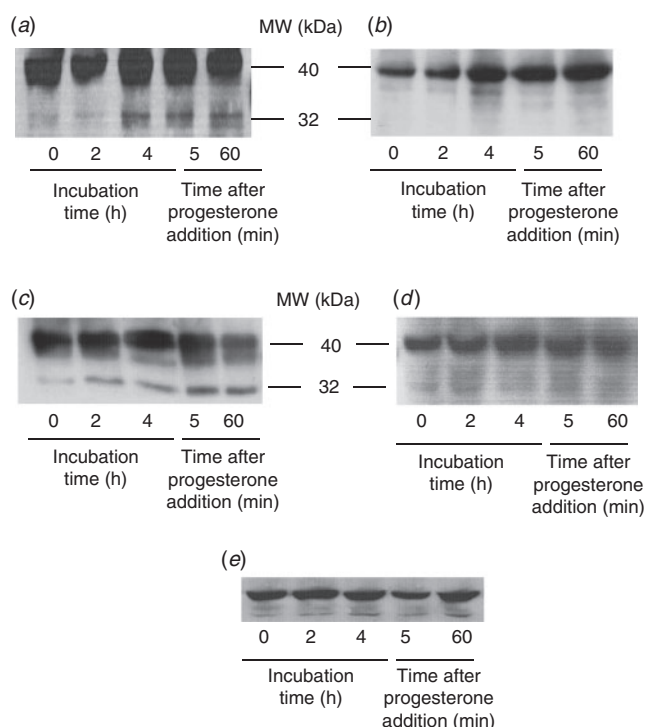 (a) MW (kDa) (b)
40
32
0 2 4 5 60 0 2 4 5 60
Incubation Time after Incubation Time after
time (h) progesterone time (h) progesterone
addition (min) addition (min)
(c) MW (kDa) (d)
40
32
0 2 4 5 60 0 2 4 5 60
Incubation Time after Incubation Time after
time (h) progesterone time (h) progesterone
addition (min) addition (min)
(e)
0 2 4 5 60
Incubation Time after
time (h) progesterone
addition (min)